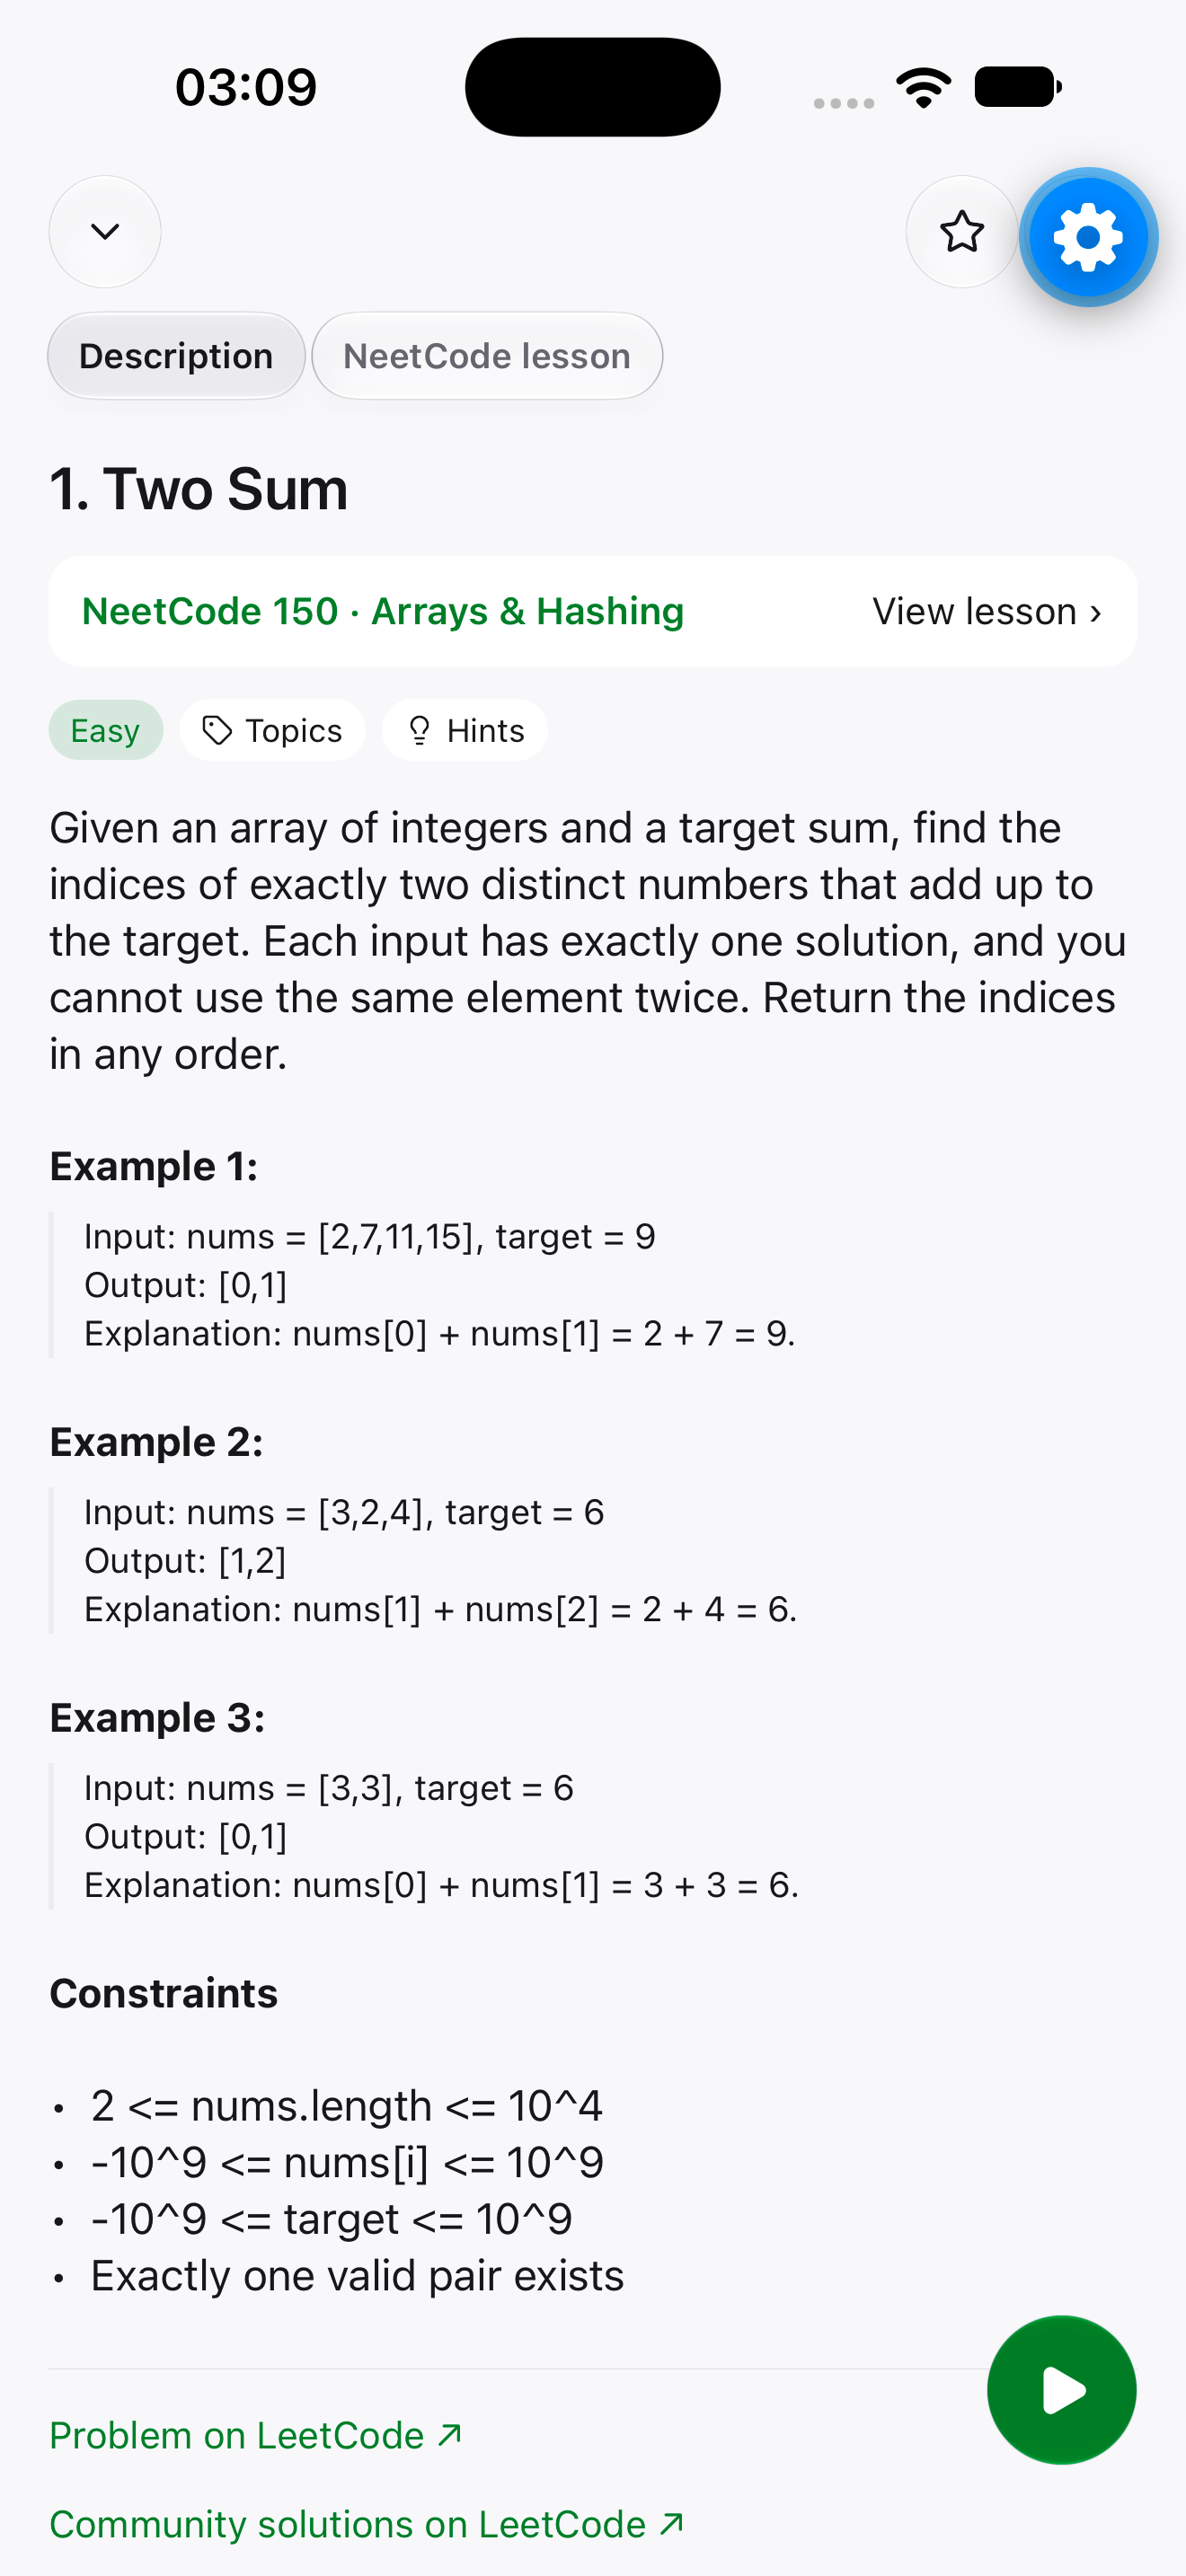 03:09
Description
NeetCode lesson
1. Two Sum
NeetCode 150 · Arrays & Hashing
View lesson ›
Easy
Topics
Hints
Given an array of integers and a target sum, find the
indices of exactly two distinct numbers that add up to
the target. Each input has exactly one solution, and you
cannot use the same element twice. Return the indices
in any order.
Example 1:
Input: nums = [2,7,11,15], target = 9
Output: [0,1]
Explanation: nums[0] + nums[1] = 2 + 7 = 9.
Example 2:
Input: nums = [3,2,4], target = 6
Output: [1,2]
Explanation: nums[1] + nums[2] = 2 + 4 = 6.
Example 3:
Input: nums = [3,3], target = 6
Output: [0,1]
Explanation: nums[0] + nums[1] = 3 + 3 = 6.
Constraints
• 2 <= nums.length <= 10^4
• -10^9 <= nums[i] <= 10^9
• -10^9 <= target <= 10^9
• Exactly one valid pair exists
Problem on LeetCode ↗
Community solutions on LeetCode ↗